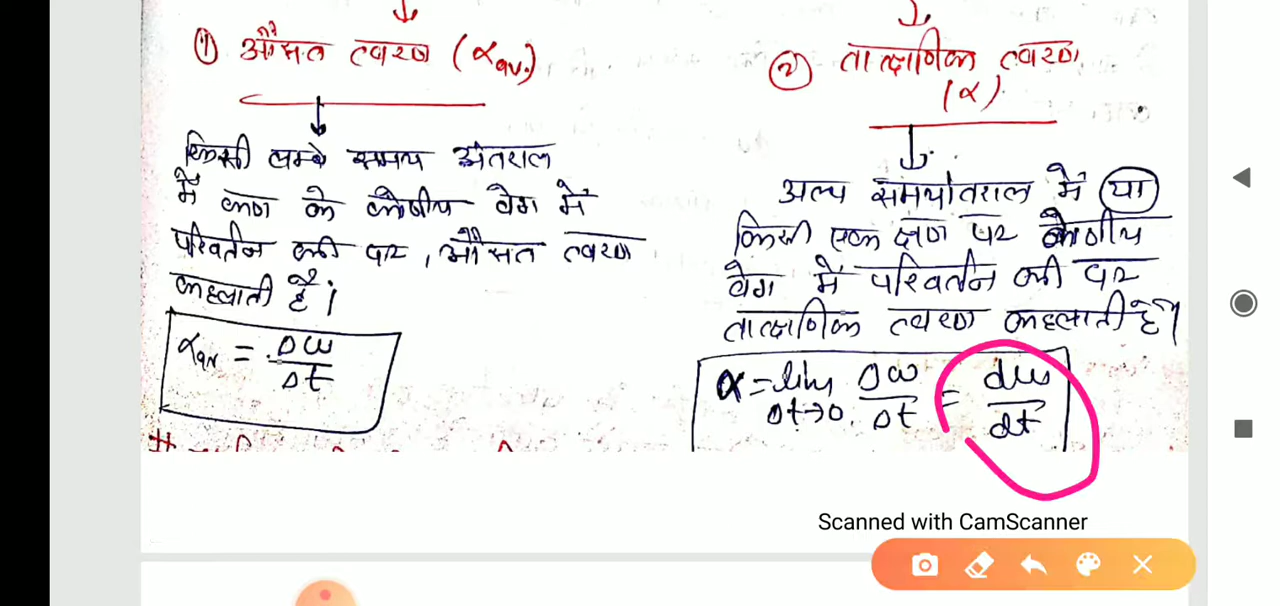 ① औसत त्वरण (αav.)
किसी लम्बे समय अंतराल
में कण के कोणीय वेग में
परिवर्तन की दर, औसत त्वरण
कहलाती है।
αav = Δω/Δt
② तात्क्षणिक त्वरण
(α)
अल्प समयांतराल में या
किसी एक क्षण पर कोणीय
वेग में परिवर्तन की दर
तात्क्षणिक त्वरण कहलाती है।
α = lim Δω/Δt = dω/dt
Δt→0
Scanned with CamScanner